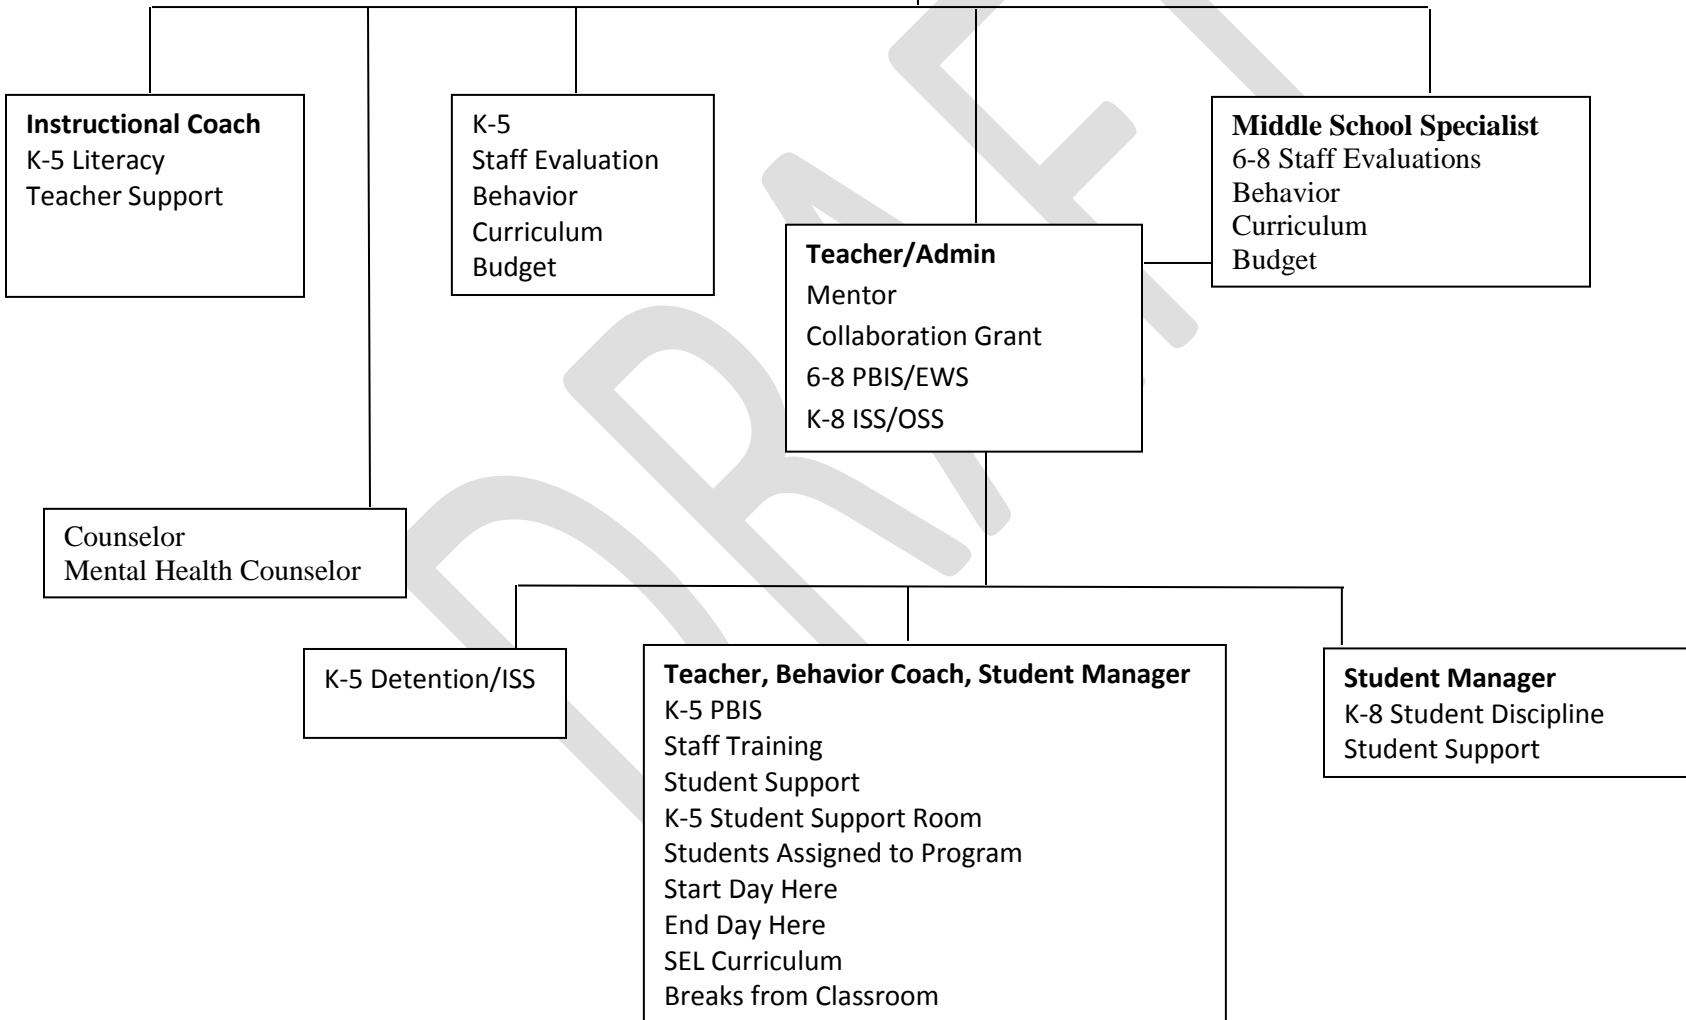 Instructional Coach
K-5 Literacy
Teacher Support
K-5
Staff Evaluation
Behavior
Curriculum
Budget
Teacher/Admin
Mentor
Collaboration Grant
6-8 PBIS/EWS
K-8 ISS/OSS
Middle School Specialist
6-8 Staff Evaluations
Behavior
Curriculum
Budget
Counselor
Mental Health Counselor
K-5 Detention/ISS
Teacher, Behavior Coach, Student Manager
K-5 PBIS
Staff Training
Student Support
K-5 Student Support Room
Students Assigned to Program
Start Day Here
End Day Here
SEL Curriculum
Breaks from Classroom
Student Manager
K-8 Student Discipline
Student Support
DRAFT